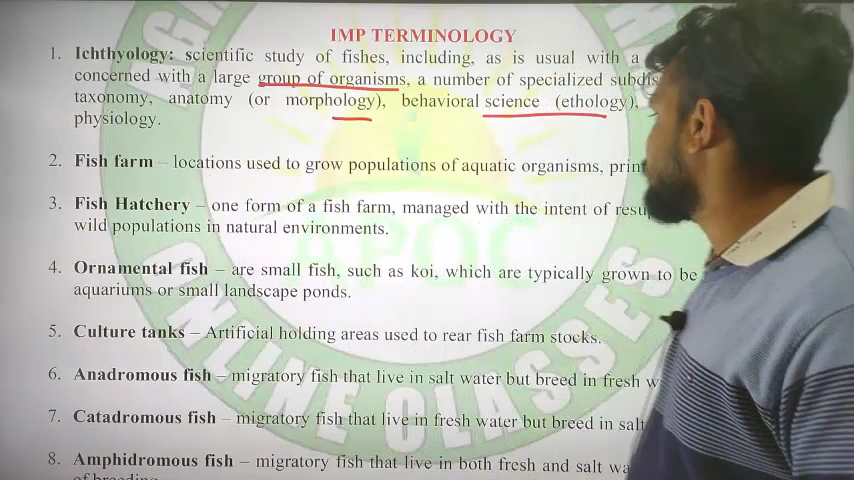 IMP TERMINOLOGY
1. Ichthyology: scientific study of fishes, including, as is usual with a
concerned with a large group of organisms, a number of specialized
taxonomy, anatomy (or morphology), behavioral science (ethology),
physiology.
2. Fish farm – locations used to grow populations of aquatic organisms,
3. Fish Hatchery – one form of a fish farm, managed with the intent of
wild populations in natural environments.
4. Ornamental fish – are small fish, such as koi, which are typically grown to be
aquariums or small landscape ponds.
5. Culture tanks – Artificial holding areas used to rear fish farm stocks.
6. Anadromous fish – migratory fish that live in salt water but breed in fresh
7. Catadromous fish – migratory fish that live in fresh water but breed in salt
8. Amphidromous fish – migratory fish that live in both fresh and salt
of breeding
APOC
ONLINE CLASSES